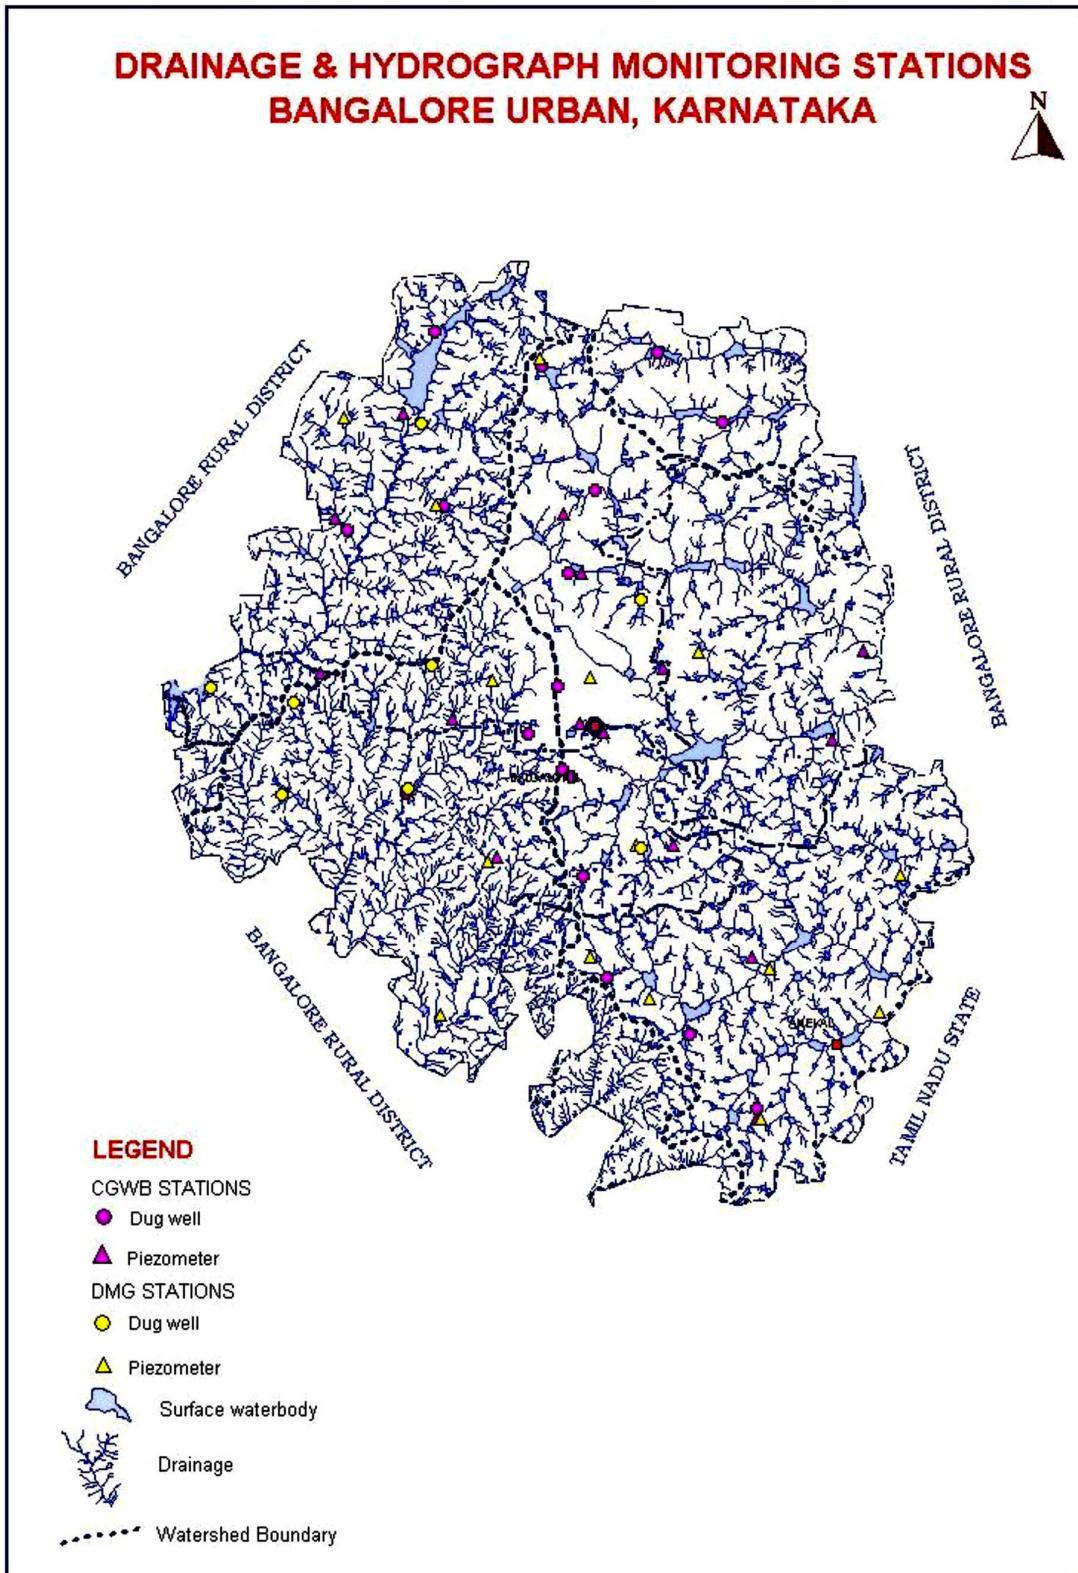 DRAINAGE & HYDROGRAPH MONITORING STATIONS
BANGALORE URBAN, KARNATAKA
N
BANGALORE RURAL DISTRICT
BANGALORE RURAL DISTRICT
ANEKAL
BANGALORE RURAL DISTRICT
TAMIL NADU STATE
LEGEND
CGWB STATIONS
Dug well
Piezometer
DMG STATIONS
Dug well
Piezometer
Surface waterbody
Drainage
Watershed Boundary